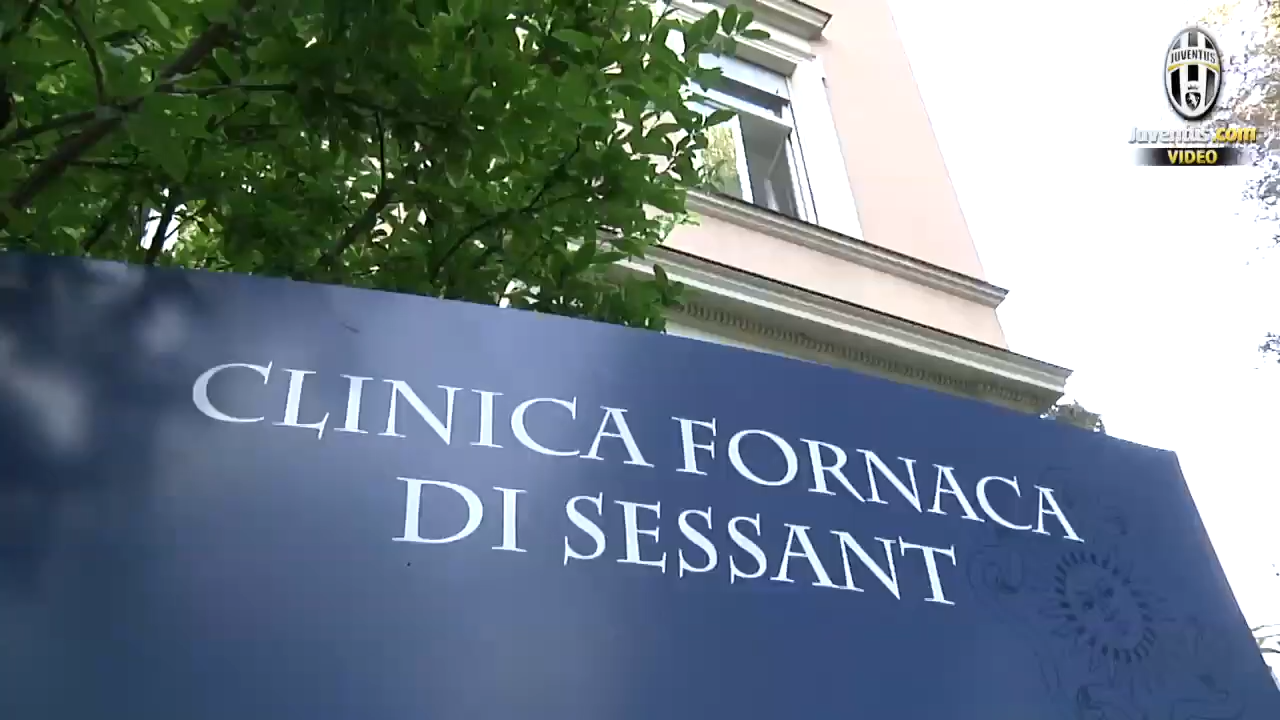 JUVENTUS
Juventus.com
VIDEO
CLINICA FORNACA
DI SESSANT